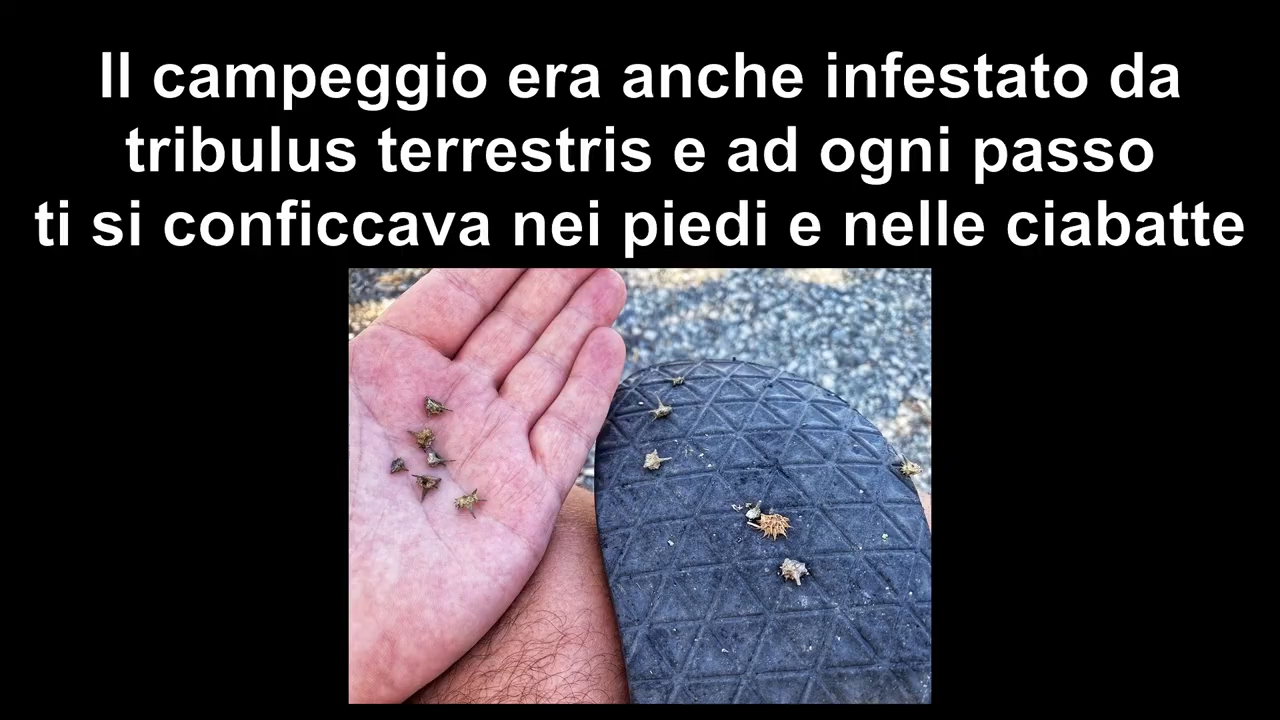 Il campeggio era anche infestato da
tribulus terrestris e ad ogni passo
ti si conficcava nei piedi e nelle ciabatte